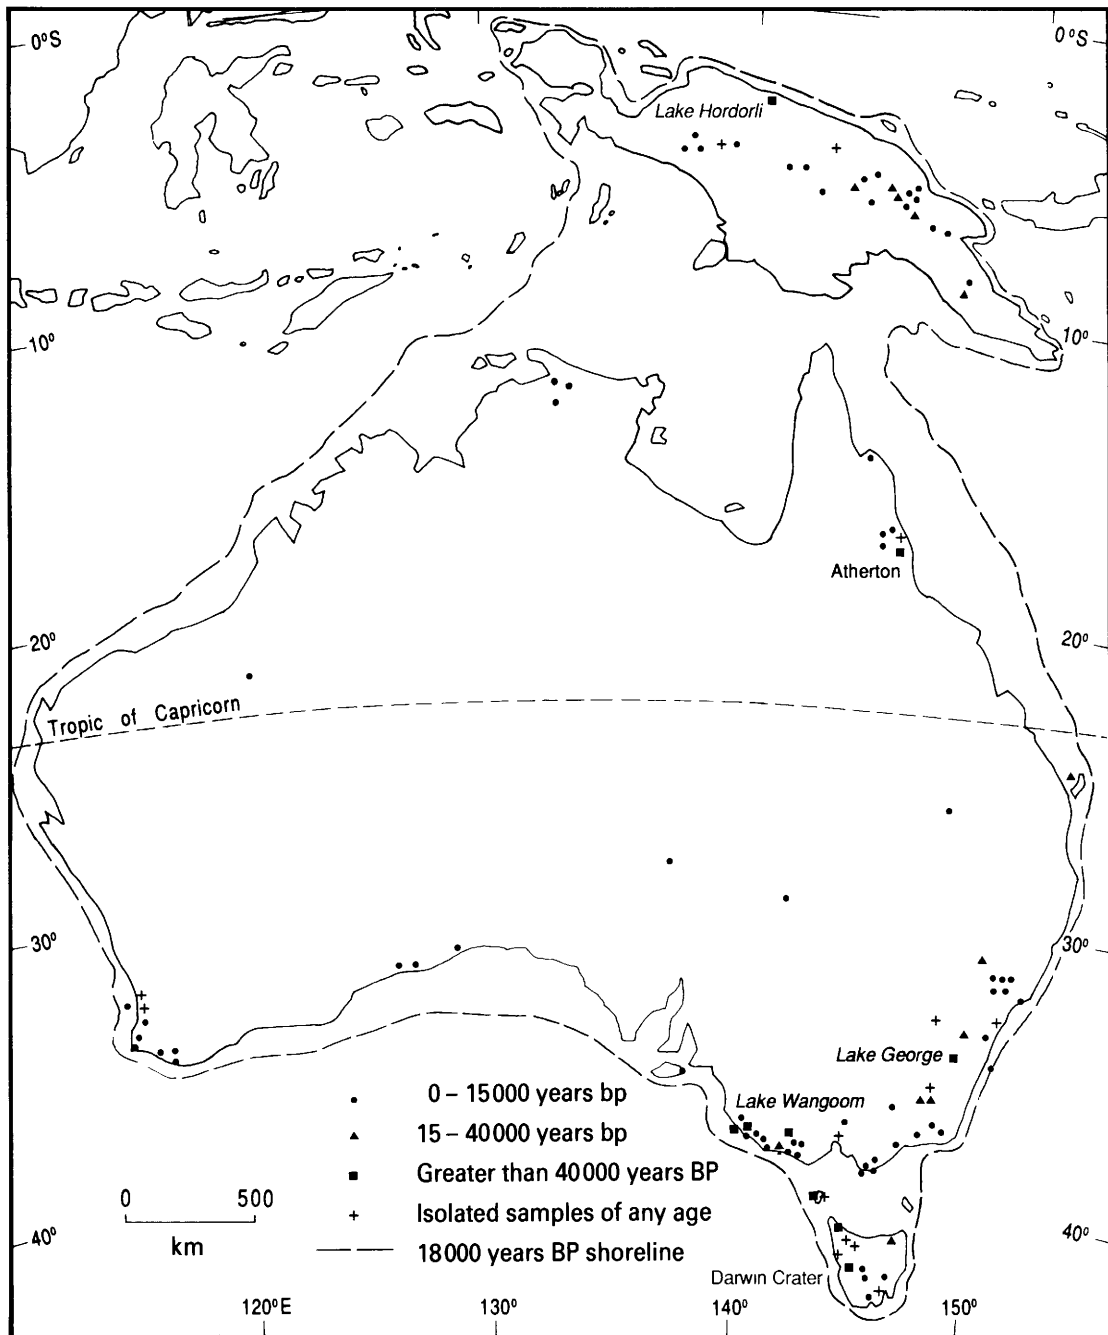 0°S
0°S
Lake Hordorli
10°
10°
Atherton
20°
20°
Tropic of Capricorn
30°
30°
Lake George
0 – 15000 years bp
Lake Wangoom
15 – 40000 years bp
Greater than 40000 years BP
0 500
Isolated samples of any age
km
18000 years BP shoreline
40°
40°
Darwin Crater
120°E 130° 140° 150°